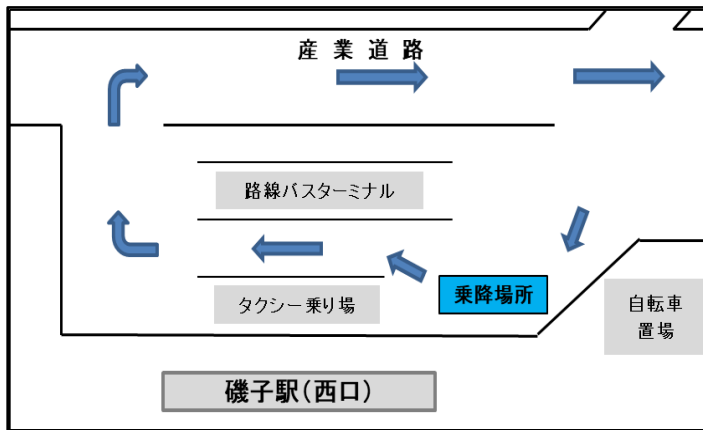 産業道路
路線バスターミナル
乗降場所
タクシー乗り場
自転車
置場
磯子駅(西口)